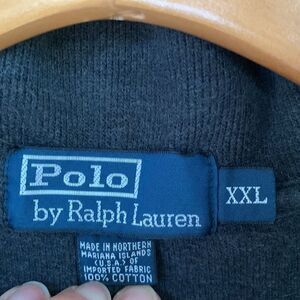 Polo
by Ralph Lauren
XXL
MADE IN NORTHERN
MARIANA ISLANDS
(U.S.A.) OF
IMPORTED FABRIC
100% COTTON